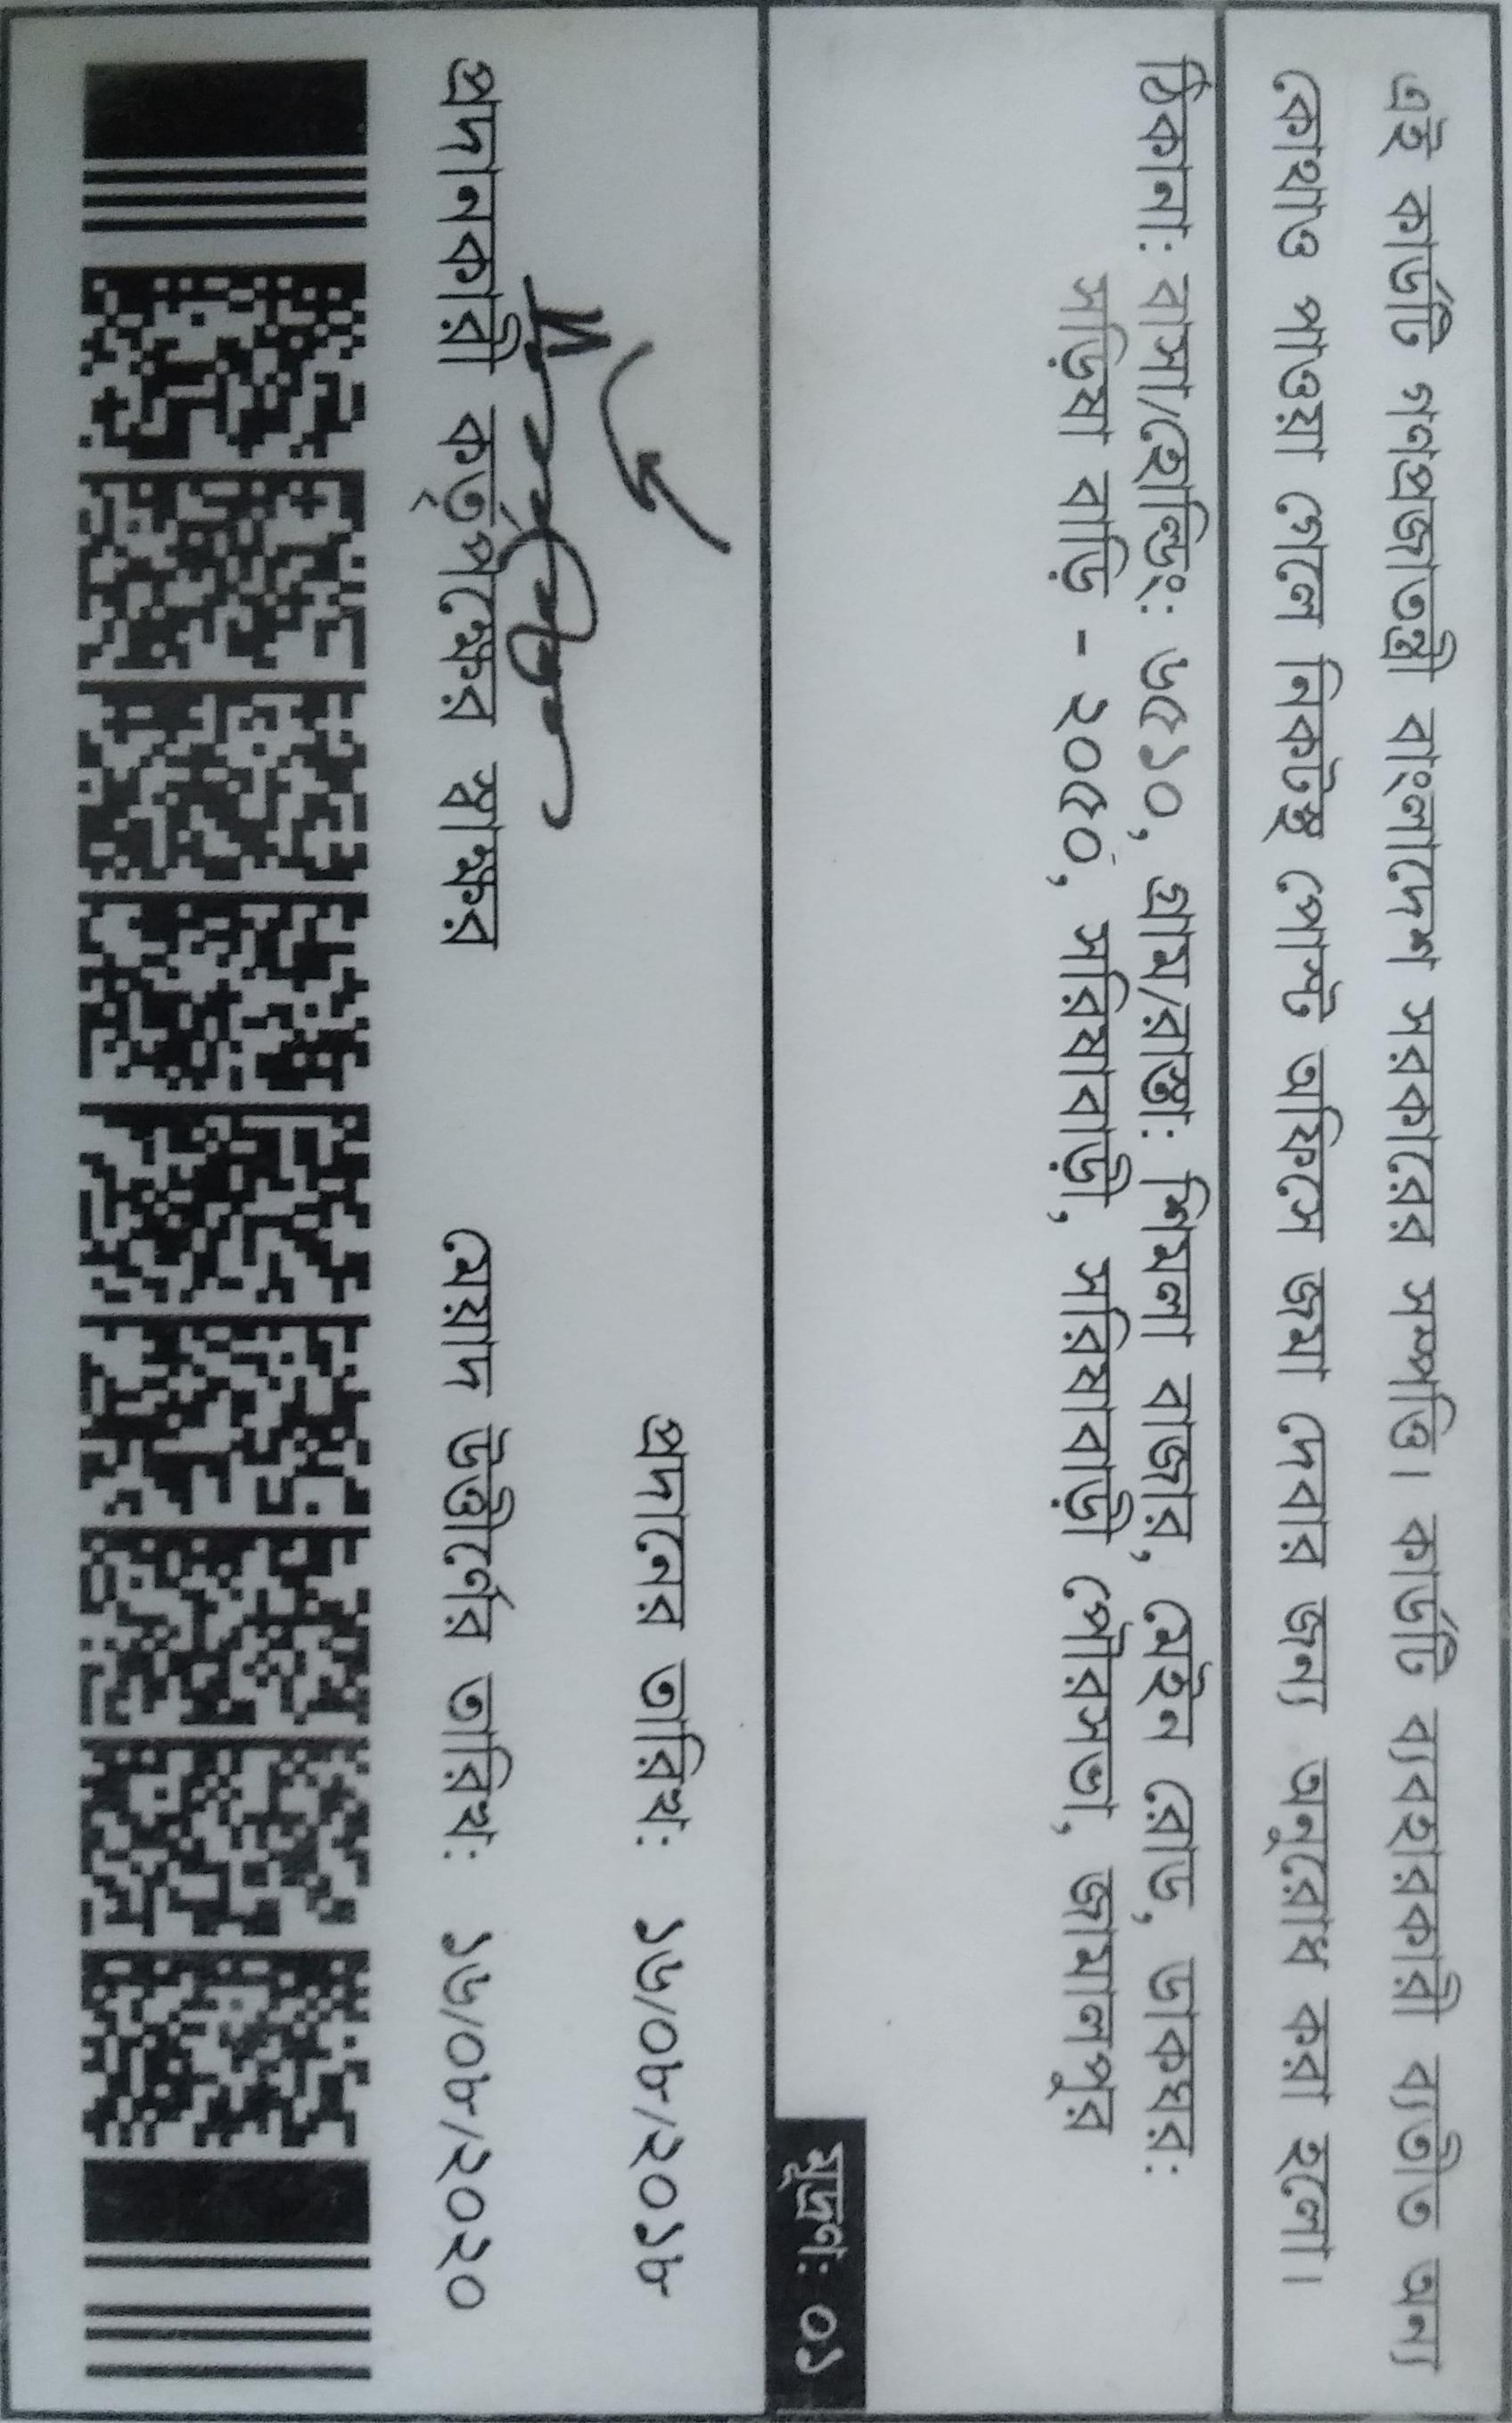 এই কার্ডটি গণপ্রজাতন্ত্রী বাংলাদেশ সরকারের সম্পত্তি। কার্ডটি ব্যবহারকারী ব্যতীত অন্য
কোথাও পাওয়া গেলে নিকটস্থ পোস্ট অফিসে জমা দেবার জন্য অনুরোধ করা হলো।
ঠিকানা: বাসা/হোল্ডিং: ৬৫১০, গ্রাম/রাস্তা: শিমলা বাজার, মেইন রোড, ডাকঘর:
সড়িষা বাড়ি - ২০৫০, সরিষাবাড়ী, সরিষাবাড়ী পৌরসভা, জামালপুর
মুদ্রণ: ০১
প্রদানের তারিখ: ১৬/০৮/২০১৮
প্রদানকারী কর্তৃপক্ষের স্বাক্ষর মেয়াদ উত্তীর্ণের তারিখ: ১৬/০৮/২০২০